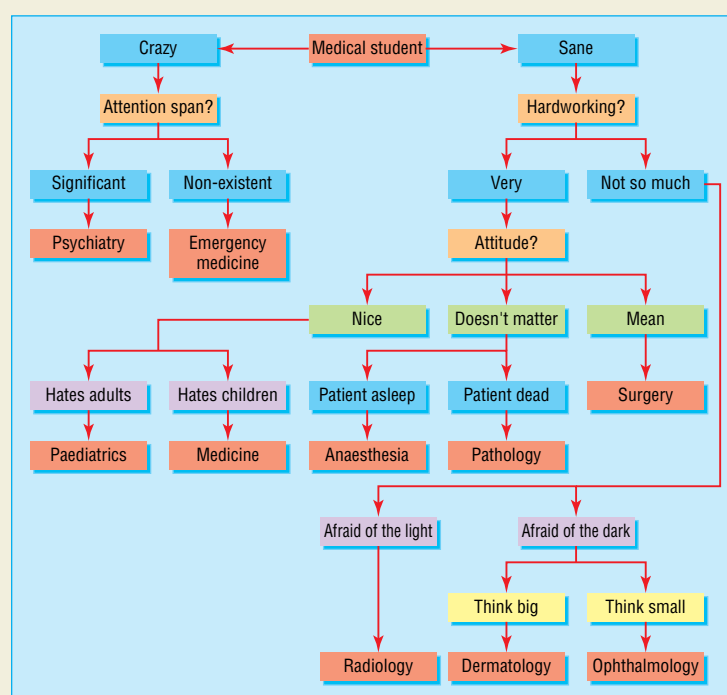 Crazy
Medical student
Sane
Attention span?
Hardworking?
Significant
Non-existent
Very
Not so much
Psychiatry
Emergency
medicine
Attitude?
Nice
Doesn't matter
Mean
Hates adults
Hates children
Patient asleep
Patient dead
Surgery
Paediatrics
Medicine
Anaesthesia
Pathology
Afraid of the light
Afraid of the dark
Think big
Think small
Radiology
Dermatology
Ophthalmology